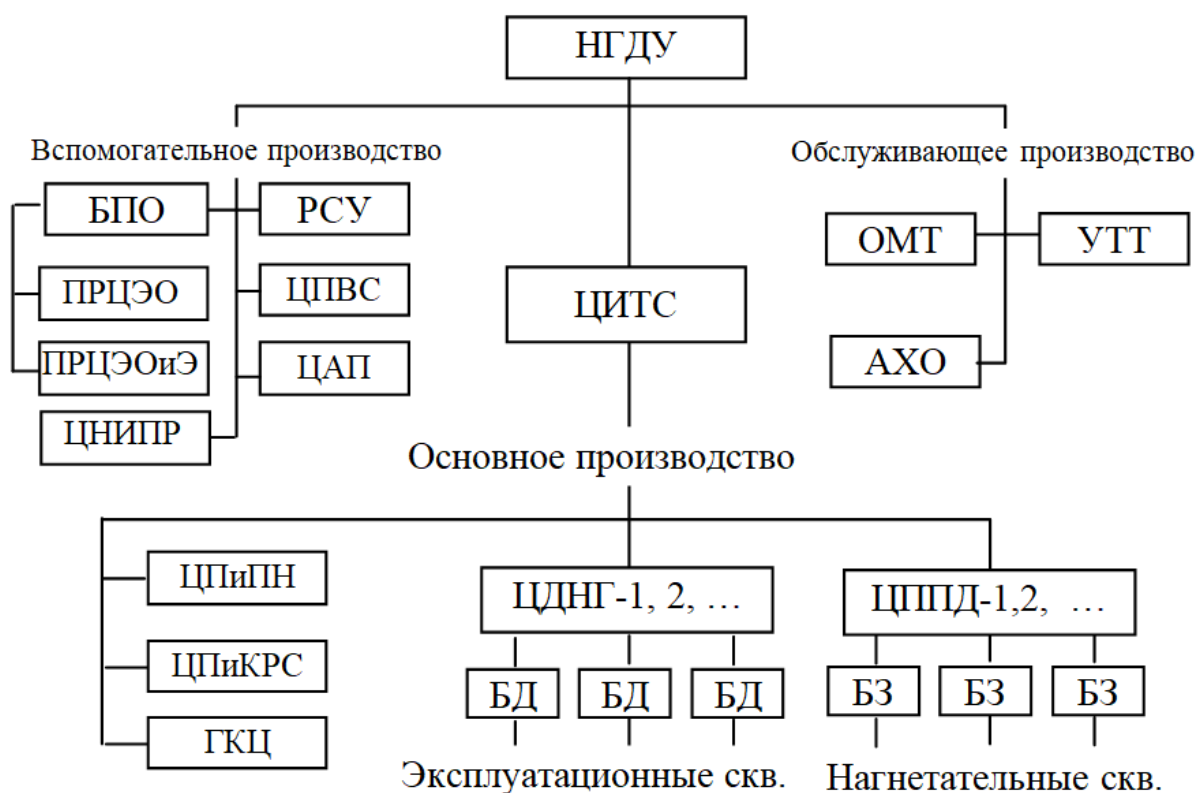 НГДУ
Вспомогательное производство
Обслуживающее производство
БПО
РСУ
ОМТ
УТТ
ПРЦЭО
ЦПВС
ЦИТС
ПРЦЭОиЭ
ЦАП
АХО
ЦНИПР
Основное производство
ЦПиПН
ЦДНГ-1, 2, …
ЦППД-1,2, …
ЦПиКРС
БД
БД
БД
БЗ
БЗ
БЗ
ГКЦ
Эксплуатационные скв.
Нагнетательные скв.